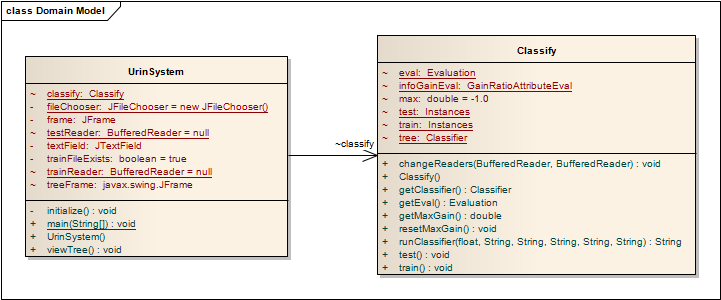 class Domain Model
UrinSystem
~ classify: Classify
- fileChooser: JFileChooser = new JFileChooser()
- frame: JFrame
~ testReader: BufferedReader = null
- textField: JTextField
- trainFileExists: boolean = true
~ trainReader: BufferedReader = null
~ treeFrame: javax.swing.JFrame
- initialize() : void
+ main(String[]) : void
+ UrinSystem()
+ viewTree() : void
~classify
Classify
~ eval: Evaluation
~ infoGainEval: GainRatioAttributeEval
~ max: double = -1.0
~ test: Instances
~ train: Instances
~ tree: Classifier
+ changeReaders(BufferedReader, BufferedReader) : void
+ Classify()
+ getClassifier() : Classifier
+ getEval() : Evaluation
+ getMaxGain() : double
+ resetMaxGain() : void
+ runClassifier(float, String, String, String, String, String) : String
+ test() : void
+ train() : void